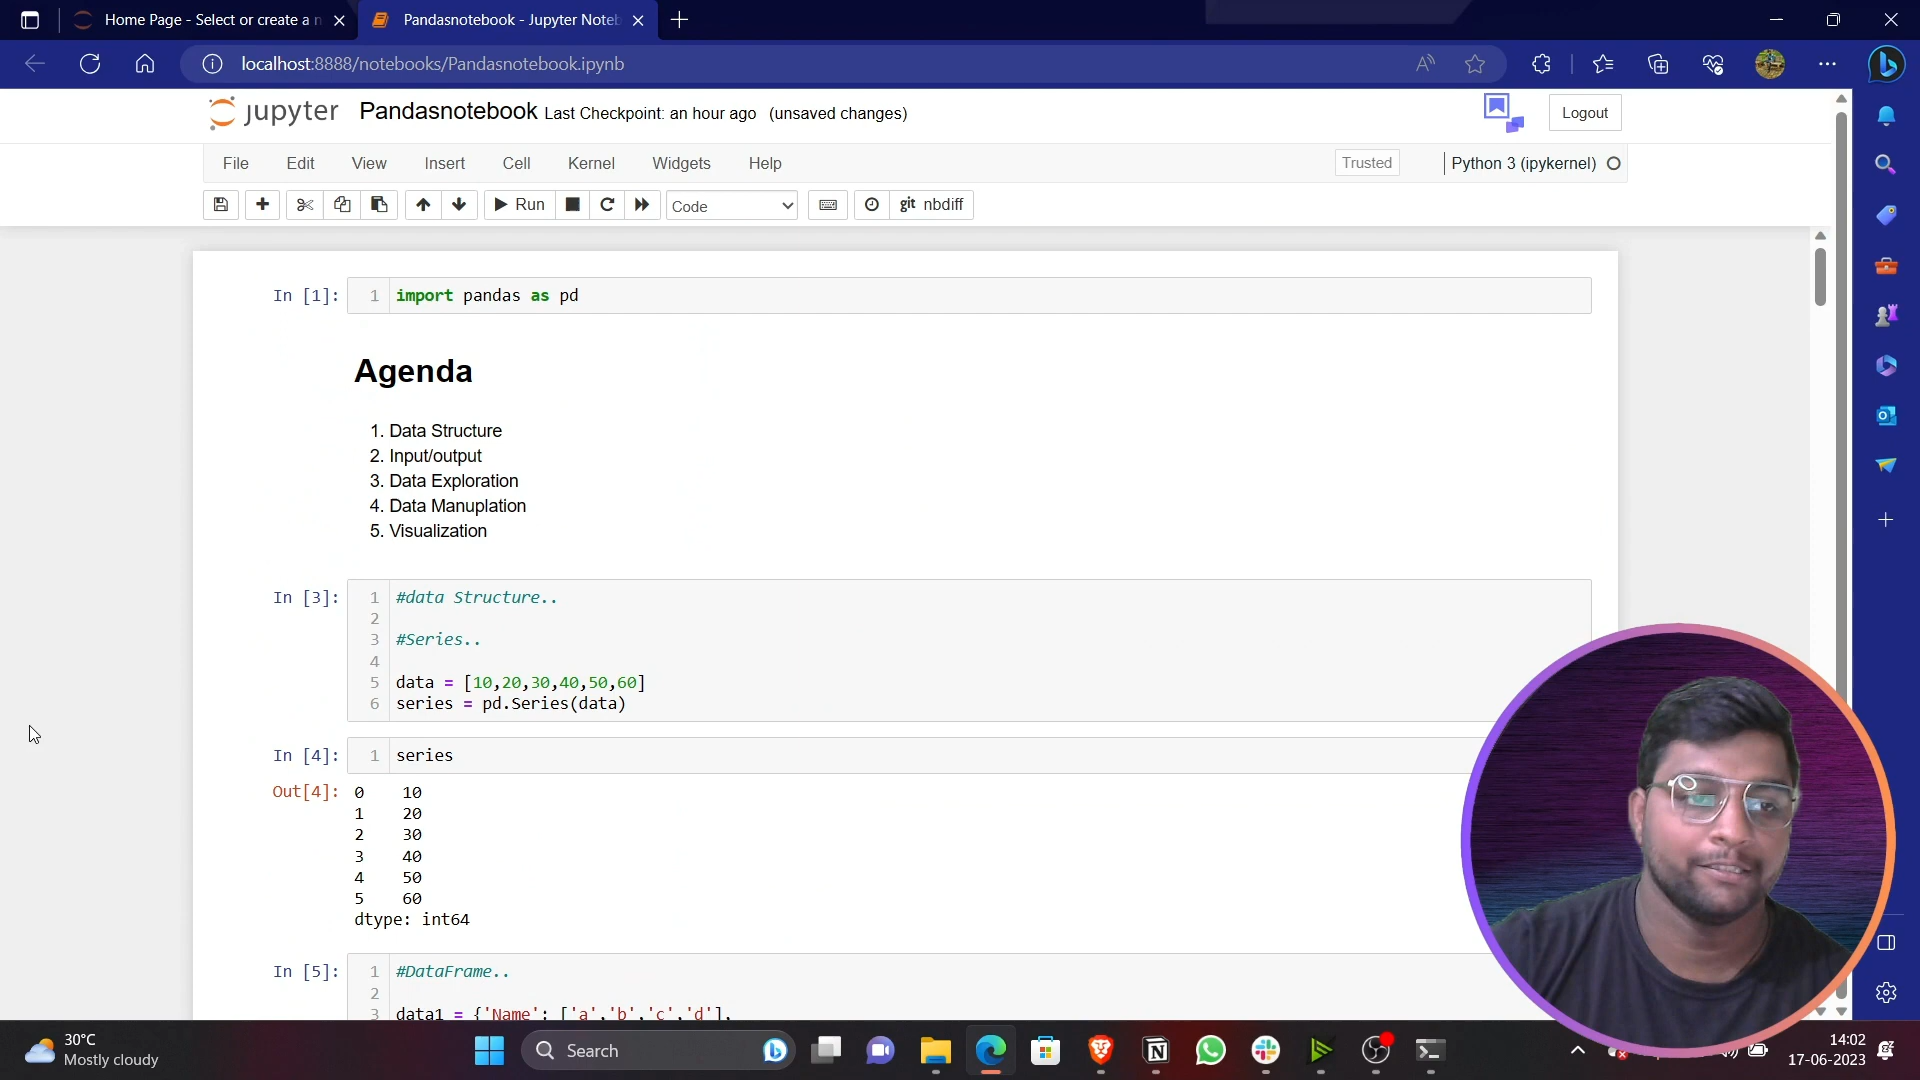 Home Page - Select or create a n
Pandasnotebook - Jupyter Noteb
localhost:8888/notebooks/Pandasnotebook.ipynb
jupyter Pandasnotebook Last Checkpoint: an hour ago (unsaved changes)
Logout
File Edit View Insert Cell Kernel Widgets Help
Trusted
Python 3 (ipykernel)
Run
Code
git nbdiff
In [1]: 1 import pandas as pd
Agenda
1. Data Structure
2. Input/output
3. Data Exploration
4. Data Manuplation
5. Visualization
In [3]: 1 #data Structure..
2
3 #Series..
4
5 data = [10,20,30,40,50,60]
6 series = pd.Series(data)
In [4]: 1 series
Out[4]: 0 10
1 20
2 30
3 40
4 50
5 60
dtype: int64
In [5]: 1 #DataFrame..
2
3 data1 = {'Name': ['a','b','c','d'],
30°C
Mostly cloudy
Search
14:02
17-06-2023